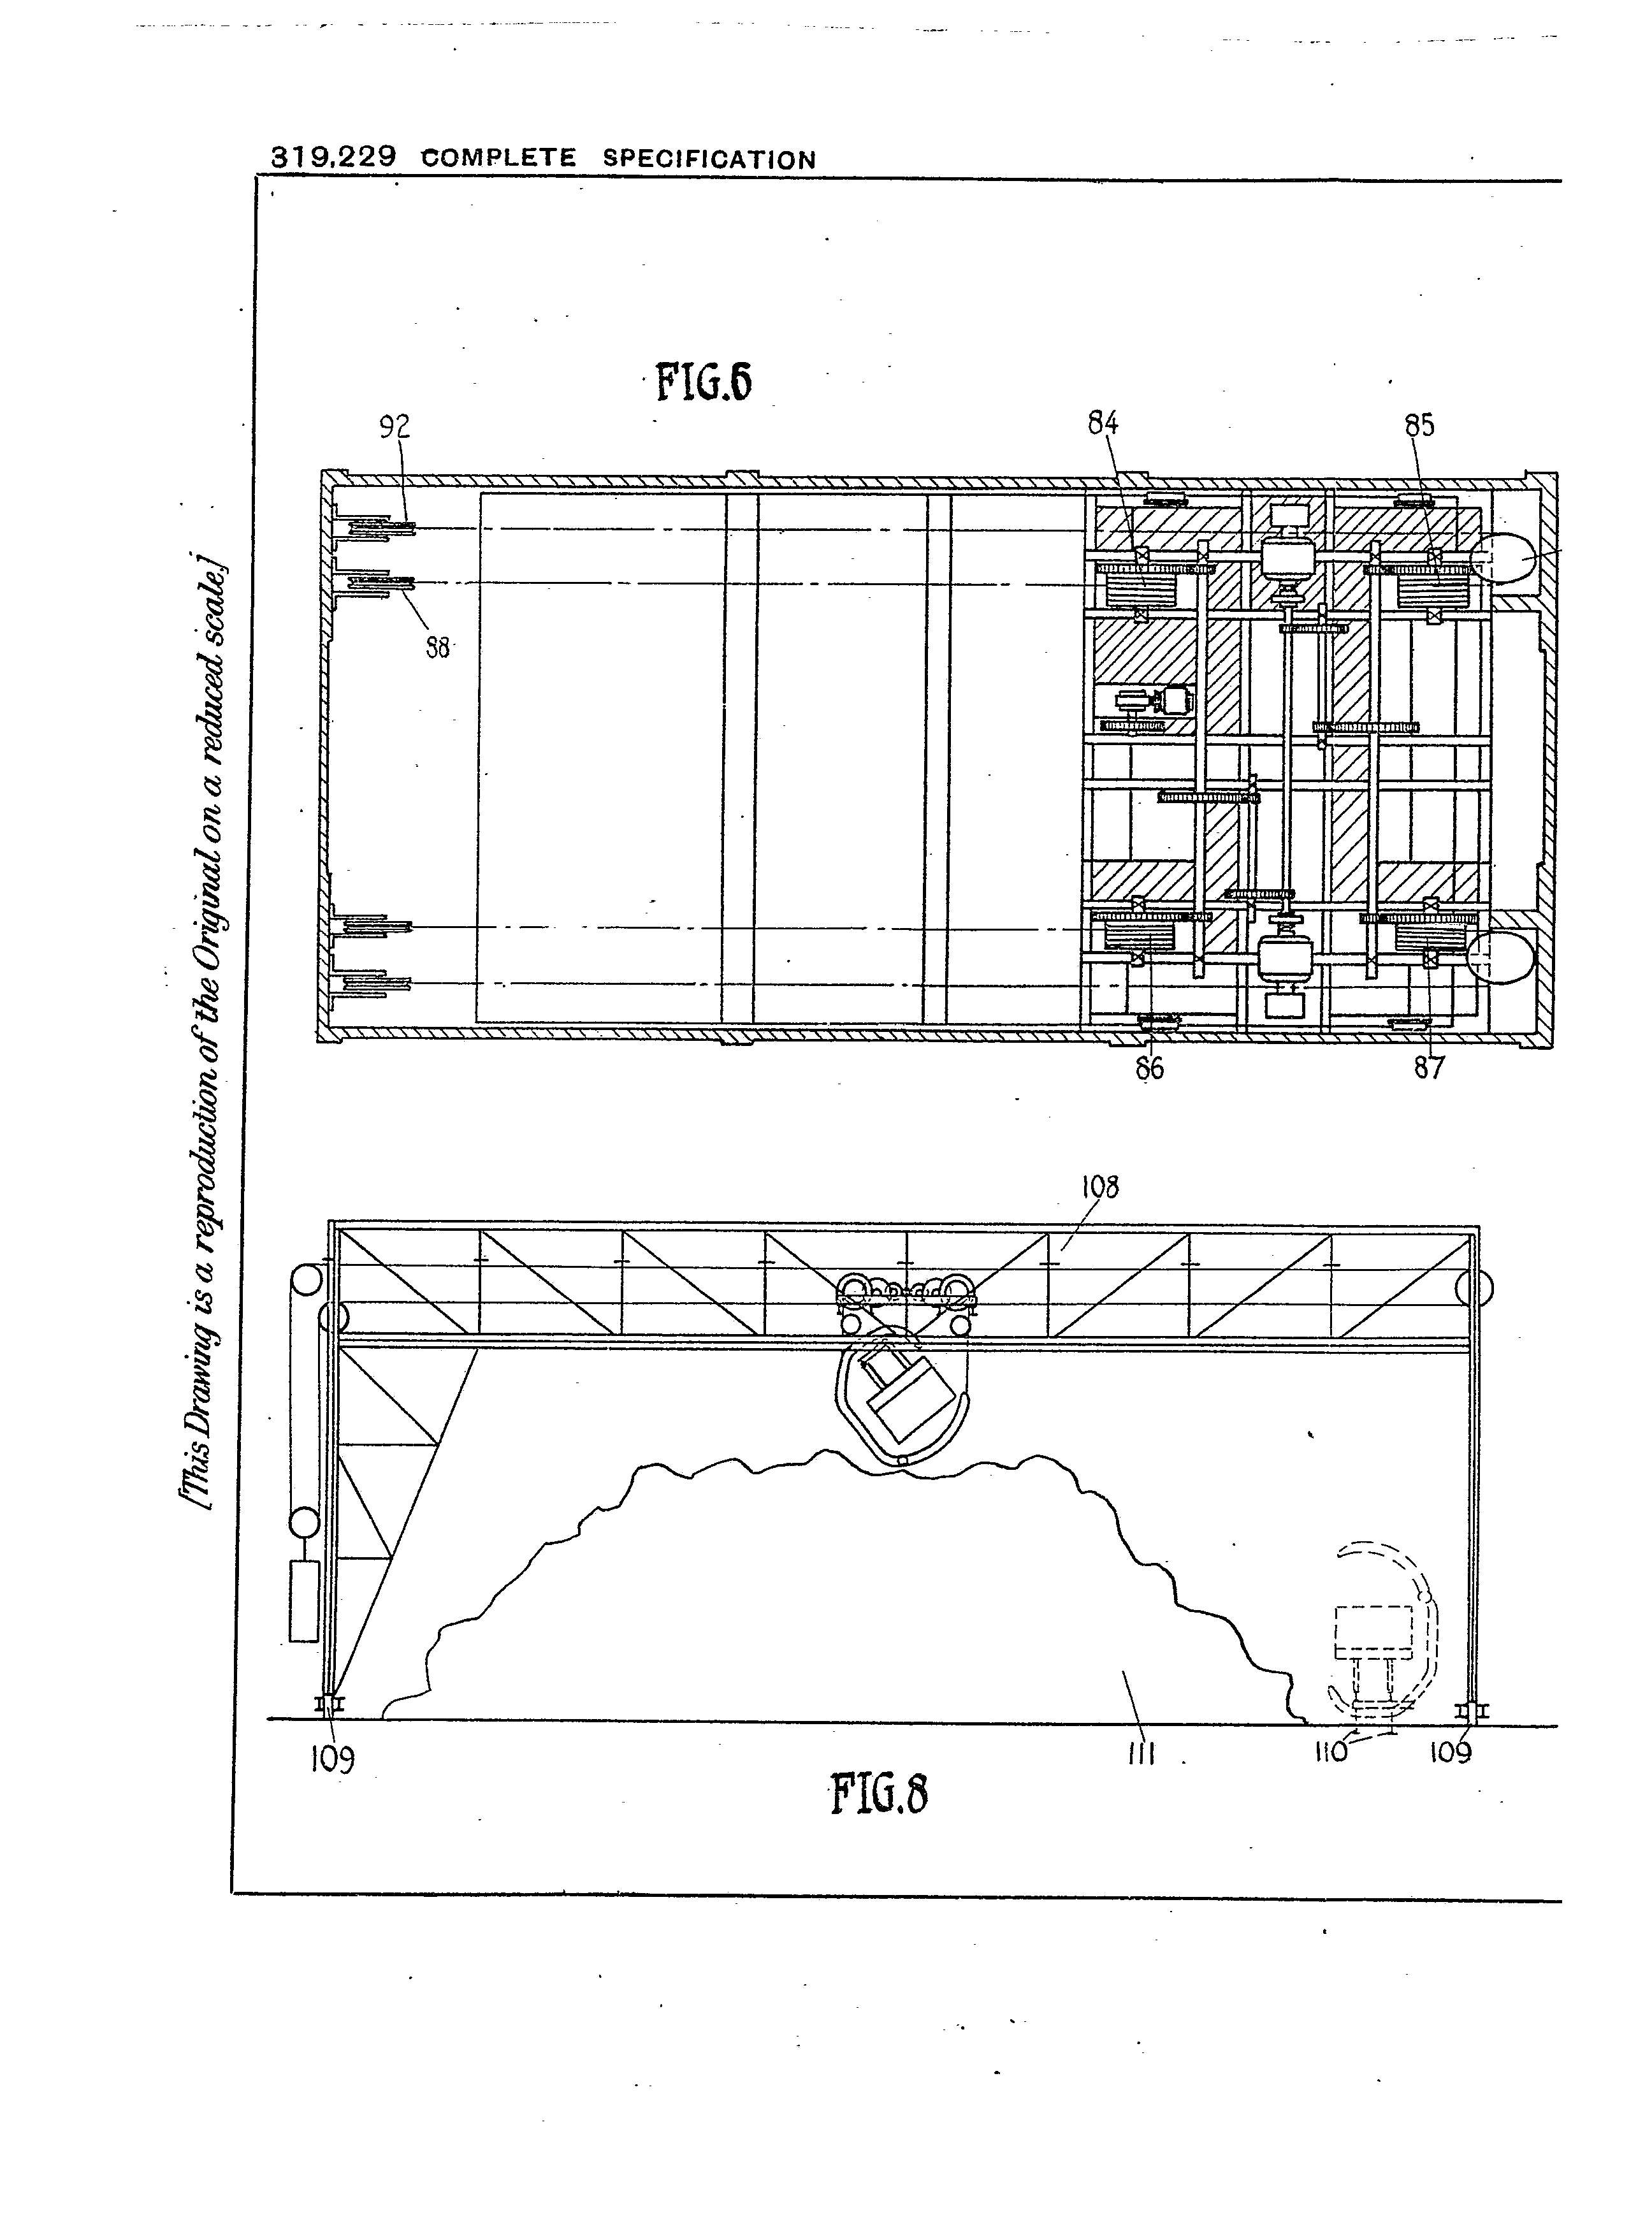 319,229 COMPLETE SPECIFICATION
[This Drawing is a reproduction of the Original on a reduced scale.]
FIG.6
92
84
85
88
86
87
108
109
111
110
109
FIG.8